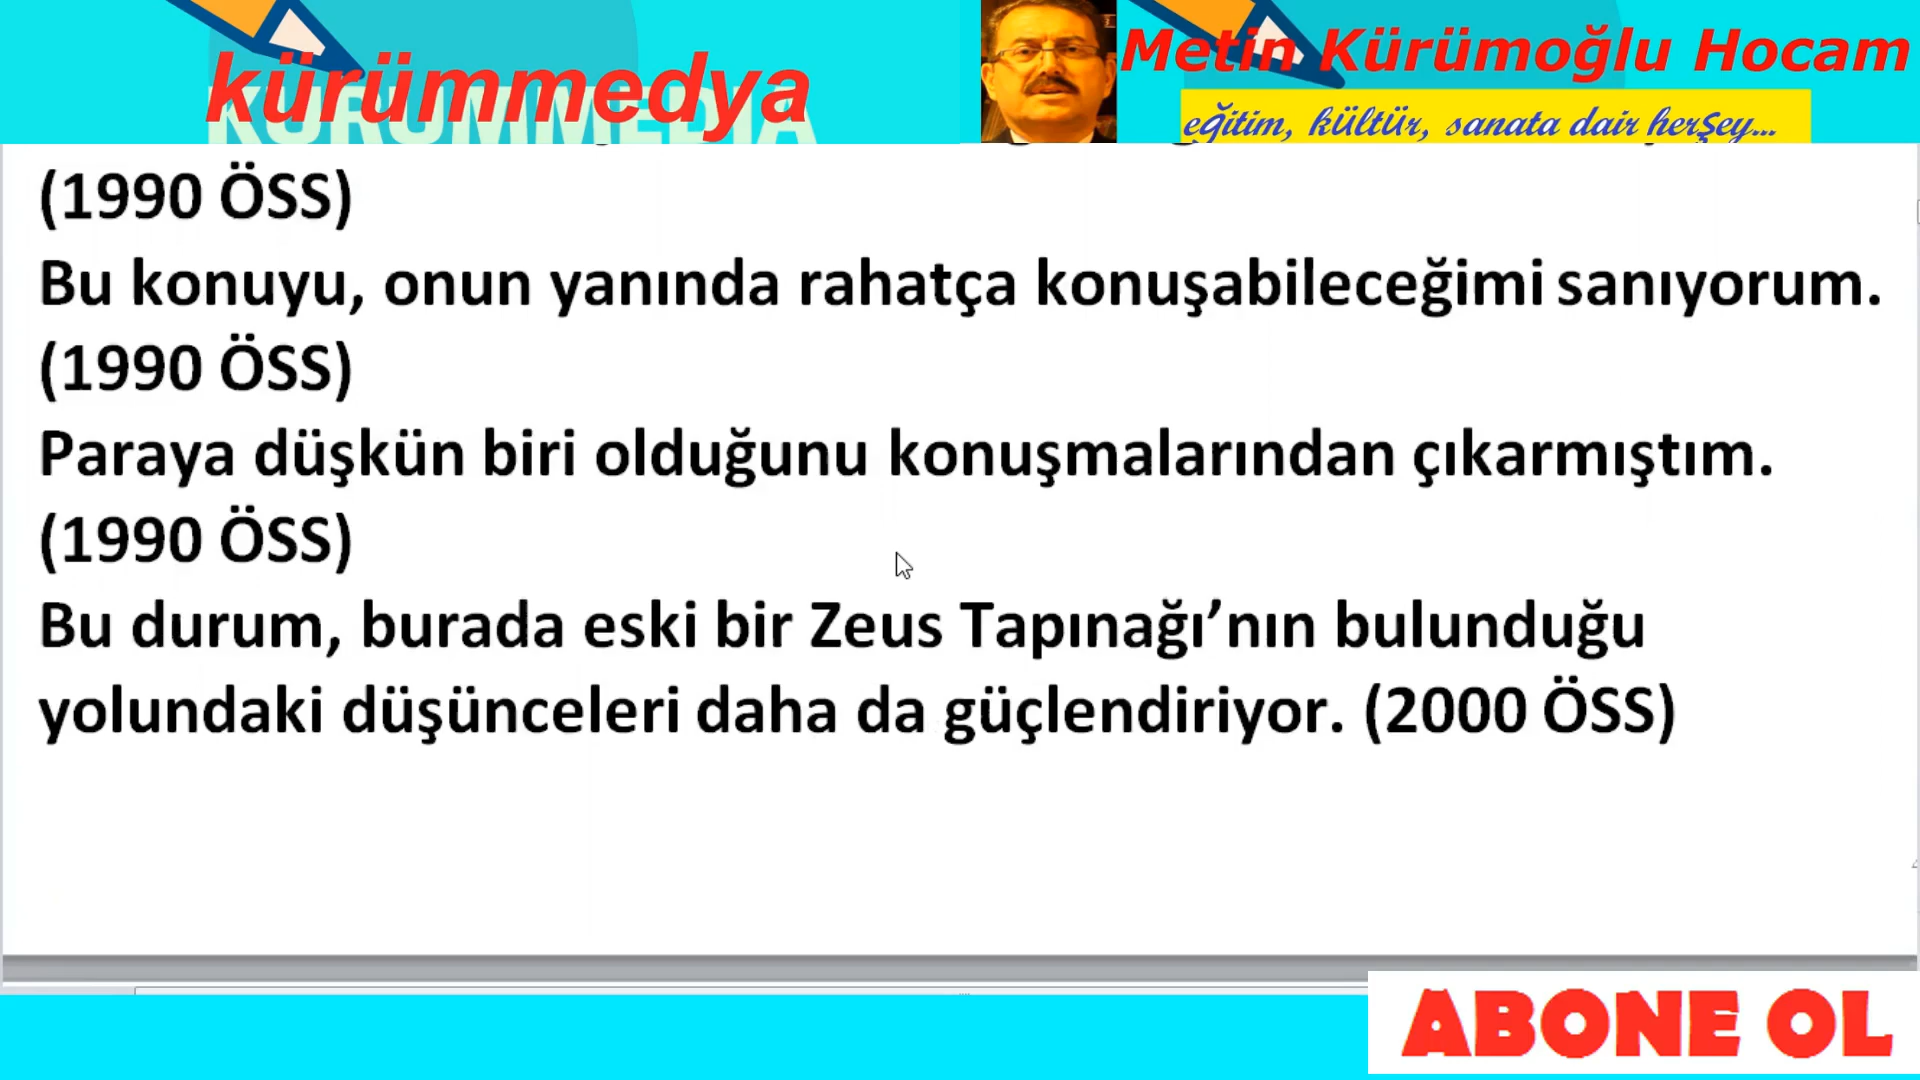 kürümmedya
KÜRÜMMEDIA
Metin Kürümoğlu Hocam
eğitim, kültür, sanata dair herşey...
(1990 ÖSS)
Bu konuyu, onun yanında rahatça konuşabileceğimi sanıyorum.
(1990 ÖSS)
Paraya düşkün biri olduğunu konuşmalarından çıkarmıştım.
(1990 ÖSS)
Bu durum, burada eski bir Zeus Tapınağı’nın bulunduğu
yolundaki düşünceleri daha da güçlendiriyor. (2000 ÖSS)
ABONE OL